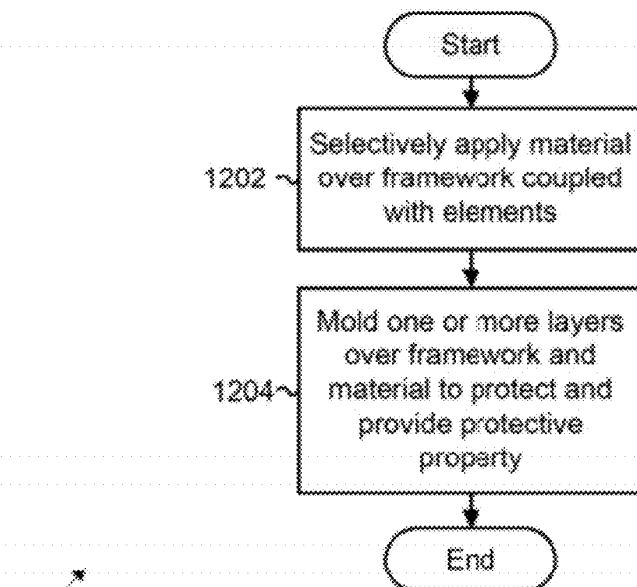 Start
1202
Selectively apply material
over framework coupled
with elements
1204
Mold one or more layers
over framework and
material to protect and
provide protective
property
End